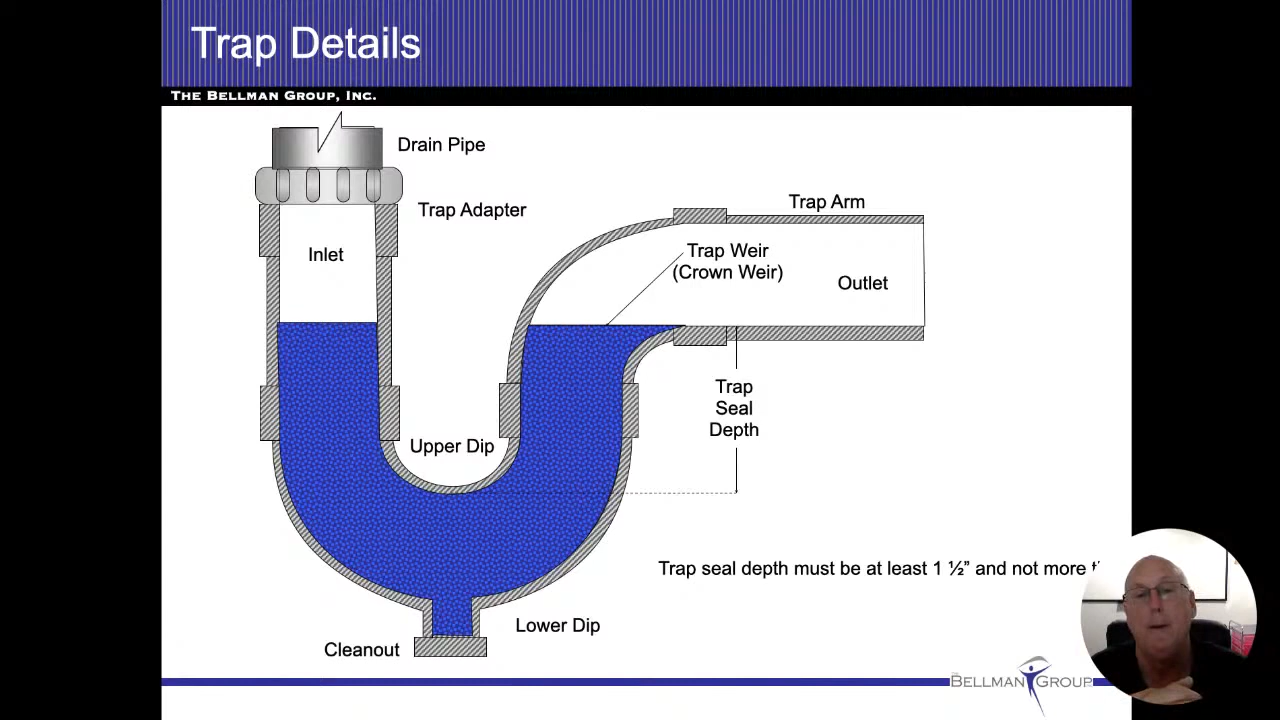 Trap Details
THE BELLMAN GROUP, INC.
Drain Pipe
Trap Adapter
Trap Arm
Inlet
Trap Weir
(Crown Weir)
Outlet
Trap
Seal
Depth
Upper Dip
Trap seal depth must be at least 1 ½” and not more
Lower Dip
Cleanout
THE BELLMAN GROUP